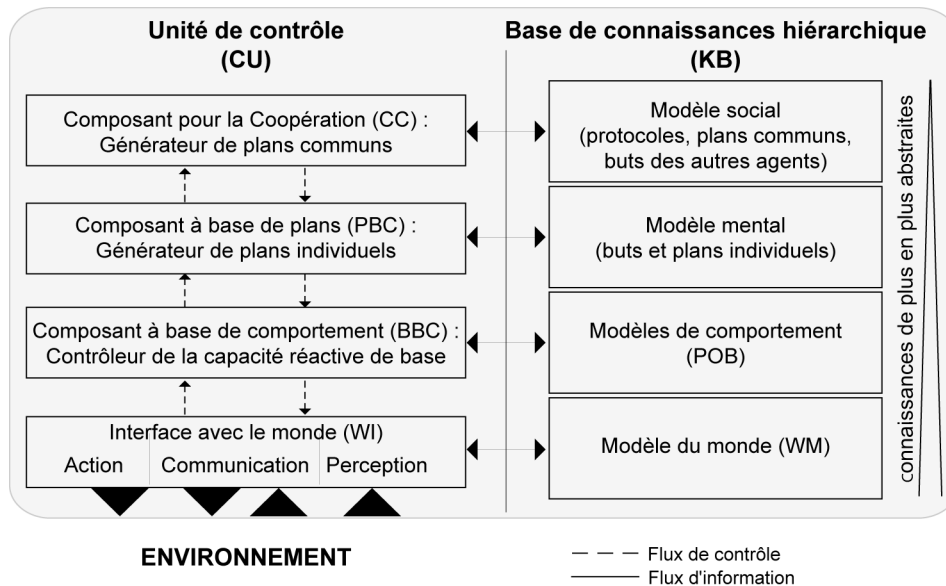 Unité de contrôle
(CU)
Base de connaissances hiérarchique
(KB)
Composant pour la Coopération (CC) :
Générateur de plans communs
Modèle social
(protocoles, plans communs,
buts des autres agents)
Composant à base de plans (PBC) :
Générateur de plans individuels
Modèle mental
(buts et plans individuels)
Composant à base de comportement (BBC) :
Contrôleur de la capacité réactive de base
Modèles de comportement
(POB)
Interface avec le monde (WI)
Action
Communication
Perception
Modèle du monde (WM)
connaissances de plus en plus abstraites
ENVIRONNEMENT
Flux de contrôle
Flux d'information